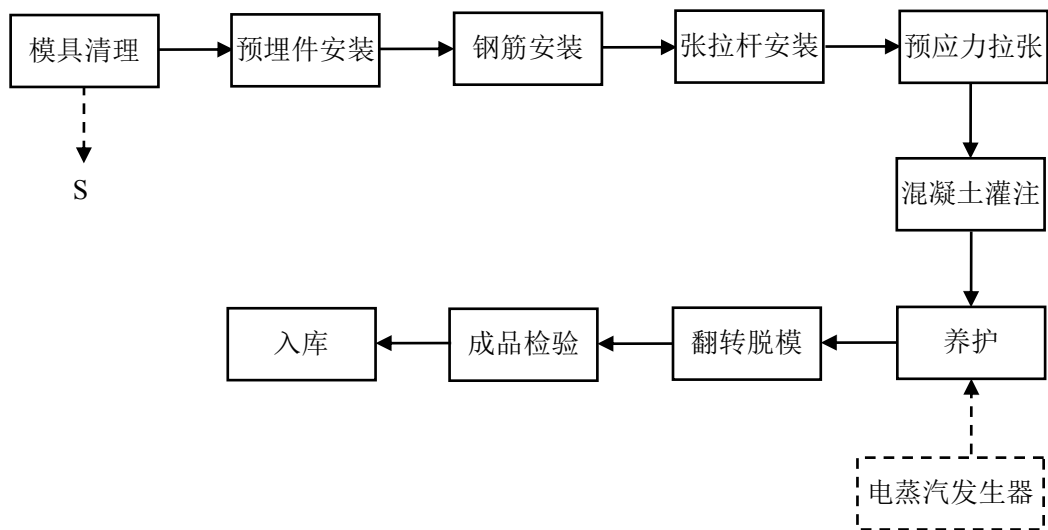 模具清理
预埋件安装
钢筋安装
张拉杆安装
预应力拉张
S
混凝土灌注
入库
成品检验
翻转脱模
养护
电蒸汽发生器